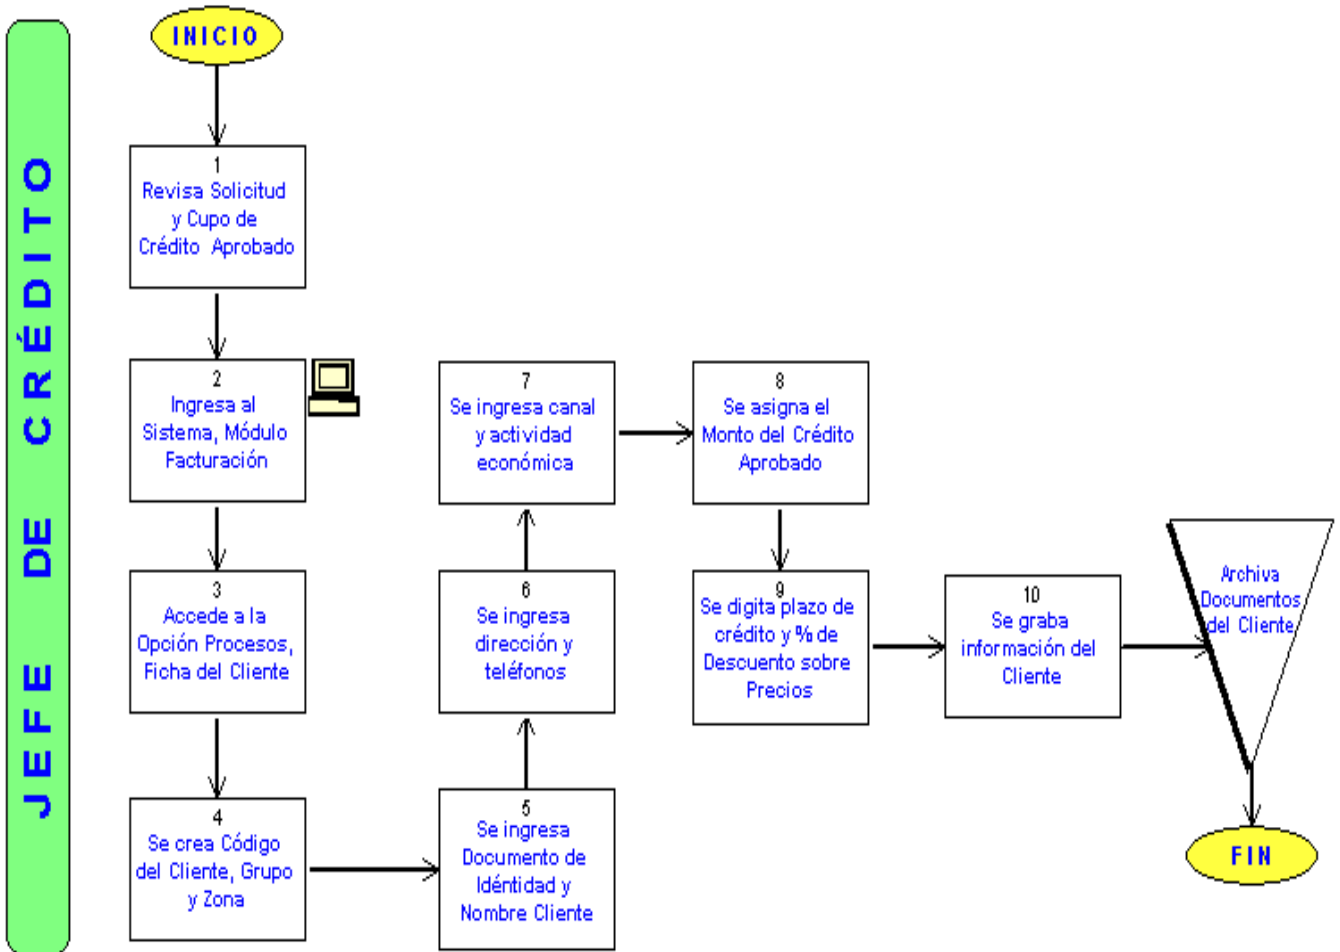 JEFE DE CRÉDITO
INICIO
1
Revisa Solicitud
y Cupo de
Crédito Aprobado
2
Ingresa al
Sistema, Módulo
Facturación
3
Accede a la
Opción Procesos,
Ficha del Cliente
4
Se crea Código
del Cliente, Grupo
y Zona
5
Se ingresa
Documento de
Idéntidad y
Nombre Cliente
6
Se ingresa
dirección y
teléfonos
7
Se ingresa canal
y actividad
económica
8
Se asigna el
Monto del Crédito
Aprobado
9
Se digita plazo de
crédito y % de
Descuento sobre
Precios
10
Se graba
información del
Cliente
Archiva
Documentos
del Cliente
FIN